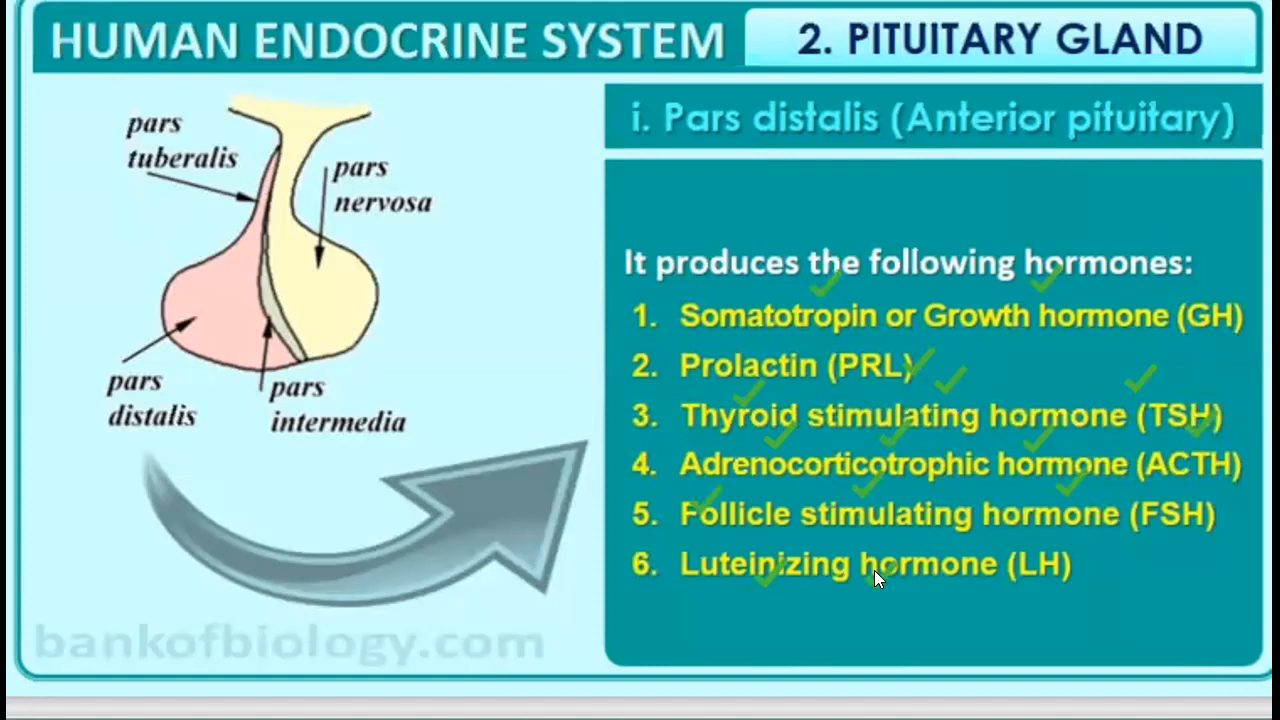 HUMAN ENDOCRINE SYSTEM
2. PITUITARY GLAND
pars
tuberalis
pars
nervosa
pars
distalis
pars
intermedia
i. Pars distalis (Anterior pituitary)
It produces the following hormones:
1. Somatotropin or Growth hormone (GH)
2. Prolactin (PRL)
3. Thyroid stimulating hormone (TSH)
4. Adrenocorticotrophic hormone (ACTH)
5. Follicle stimulating hormone (FSH)
6. Luteinizing hormone (LH)
bankofbiology.com